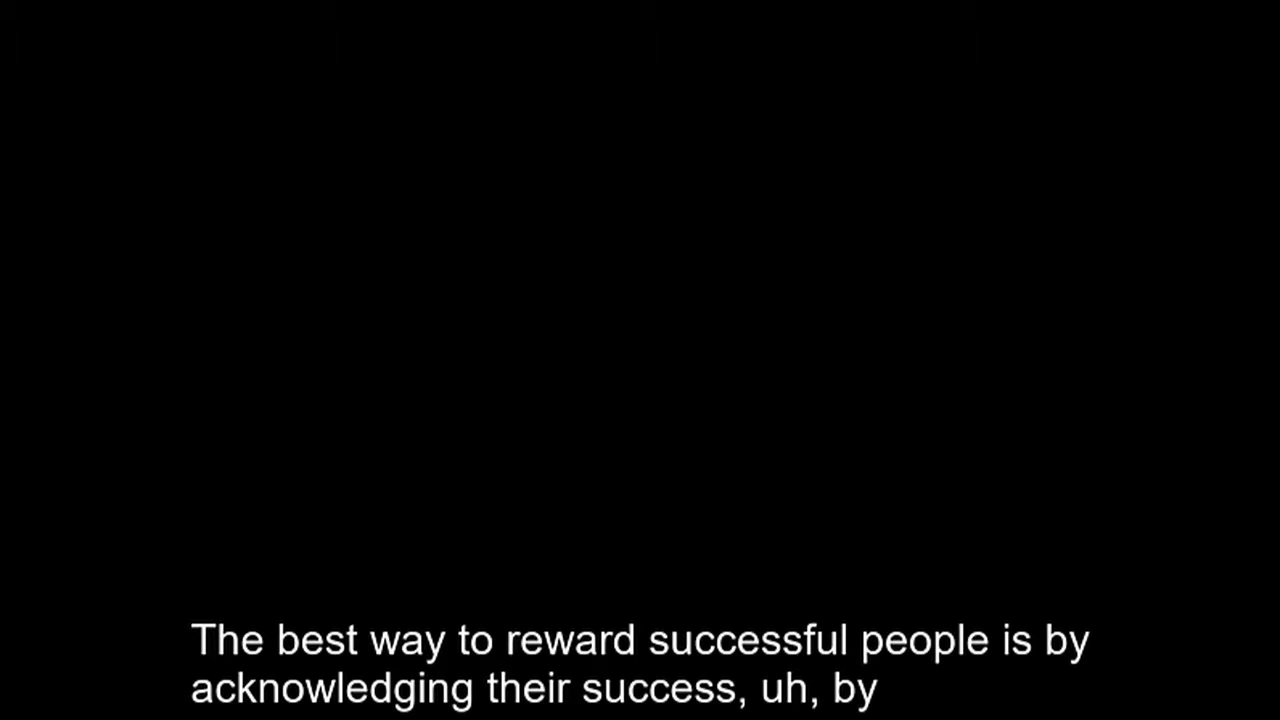 The best way to reward successful people is by
acknowledging their success, uh, by